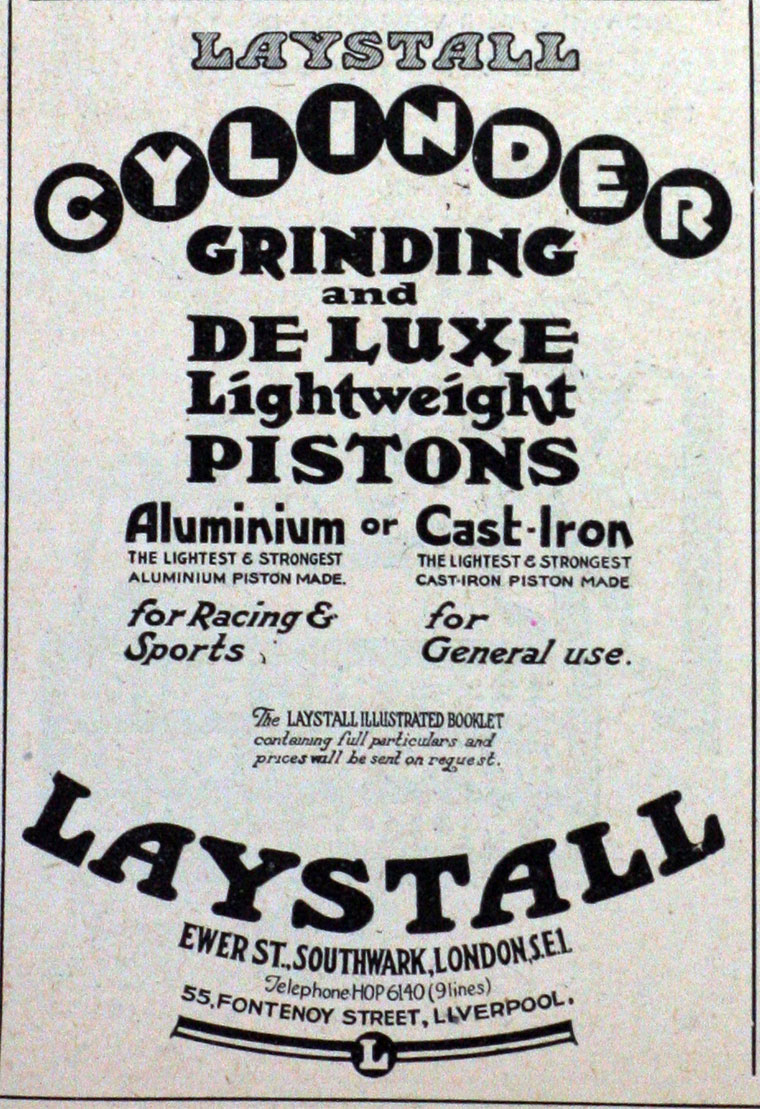 LAYSTALL
CYLINDER
GRINDING
and
DE LUXE
Lightweight
PISTONS
Aluminium or Cast-Iron
THE LIGHTEST & STRONGEST
ALUMINIUM PISTON MADE.
THE LIGHTEST & STRONGEST
CAST-IRON PISTON MADE
for Racing &
Sports
for
General use.
The LAYSTALL ILLUSTRATED BOOKLET
containing full particulars and
prices will be sent on request.
LAYSTALL
EWER ST., SOUTHWARK, LONDON, S.E.1.
Telephone HOP 6140 (9 lines)
55, FONTENOY STREET, LIVERPOOL.
L